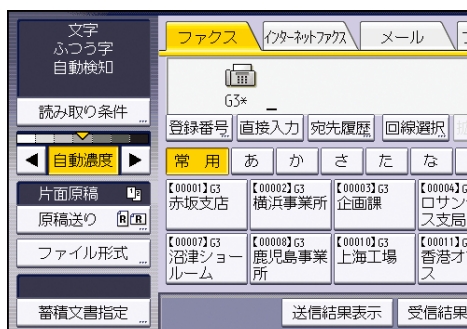 文字
ふつう字
自動検知
読み取り条件
自動濃度
片面原稿
原稿送り
ファイル形式
蓄積文書指定
ファクス
インターネットファクス
メール
G3*
登録番号
直接入力
宛先履歴
回線選択
常用
あ
か
さ
た
な
【00001】G3
赤坂支店
【00002】G3
横浜事業所
【00003】G3
企画課
【00004】G
ロサン
ス支局
【00007】G3
沼津ショー
ルーム
【00008】G3
鹿児島事業
所
【00010】G3
上海工場
【00011】G
香港オ
ス
送信結果表示
受信結果